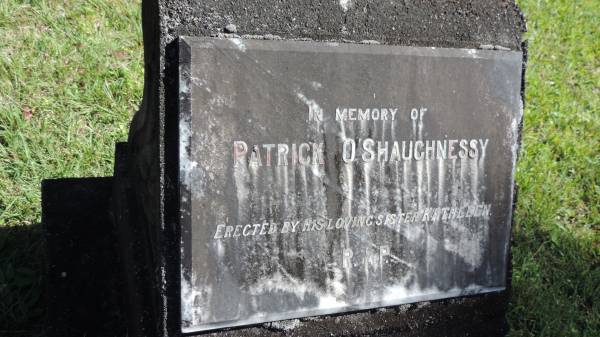 IN MEMORY OF
PATRICK O'SHAUGHNESSY
ERECTED BY HIS LOVING SISTER KATHLEEN.
R.I.P.